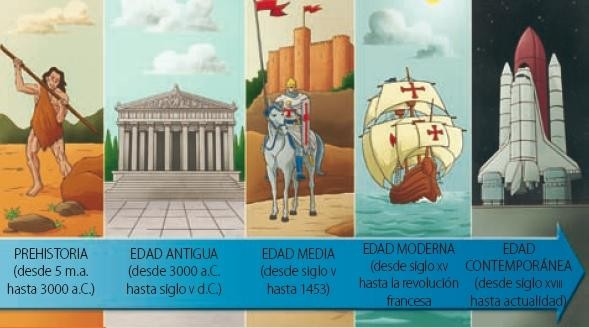 PREHISTORIA
(desde 5 m.a.
hasta 3000 a.C.)
EDAD ANTIGUA
(desde 3000 a.C.
hasta siglo v d.C.)
EDAD MEDIA
(desde siglo v
hasta 1453)
EDAD MODERNA
(desde siglo xv
hasta la revolución
francesa
EDAD
CONTEMPORÁNEA
(desde siglo xviii
hasta actualidad)